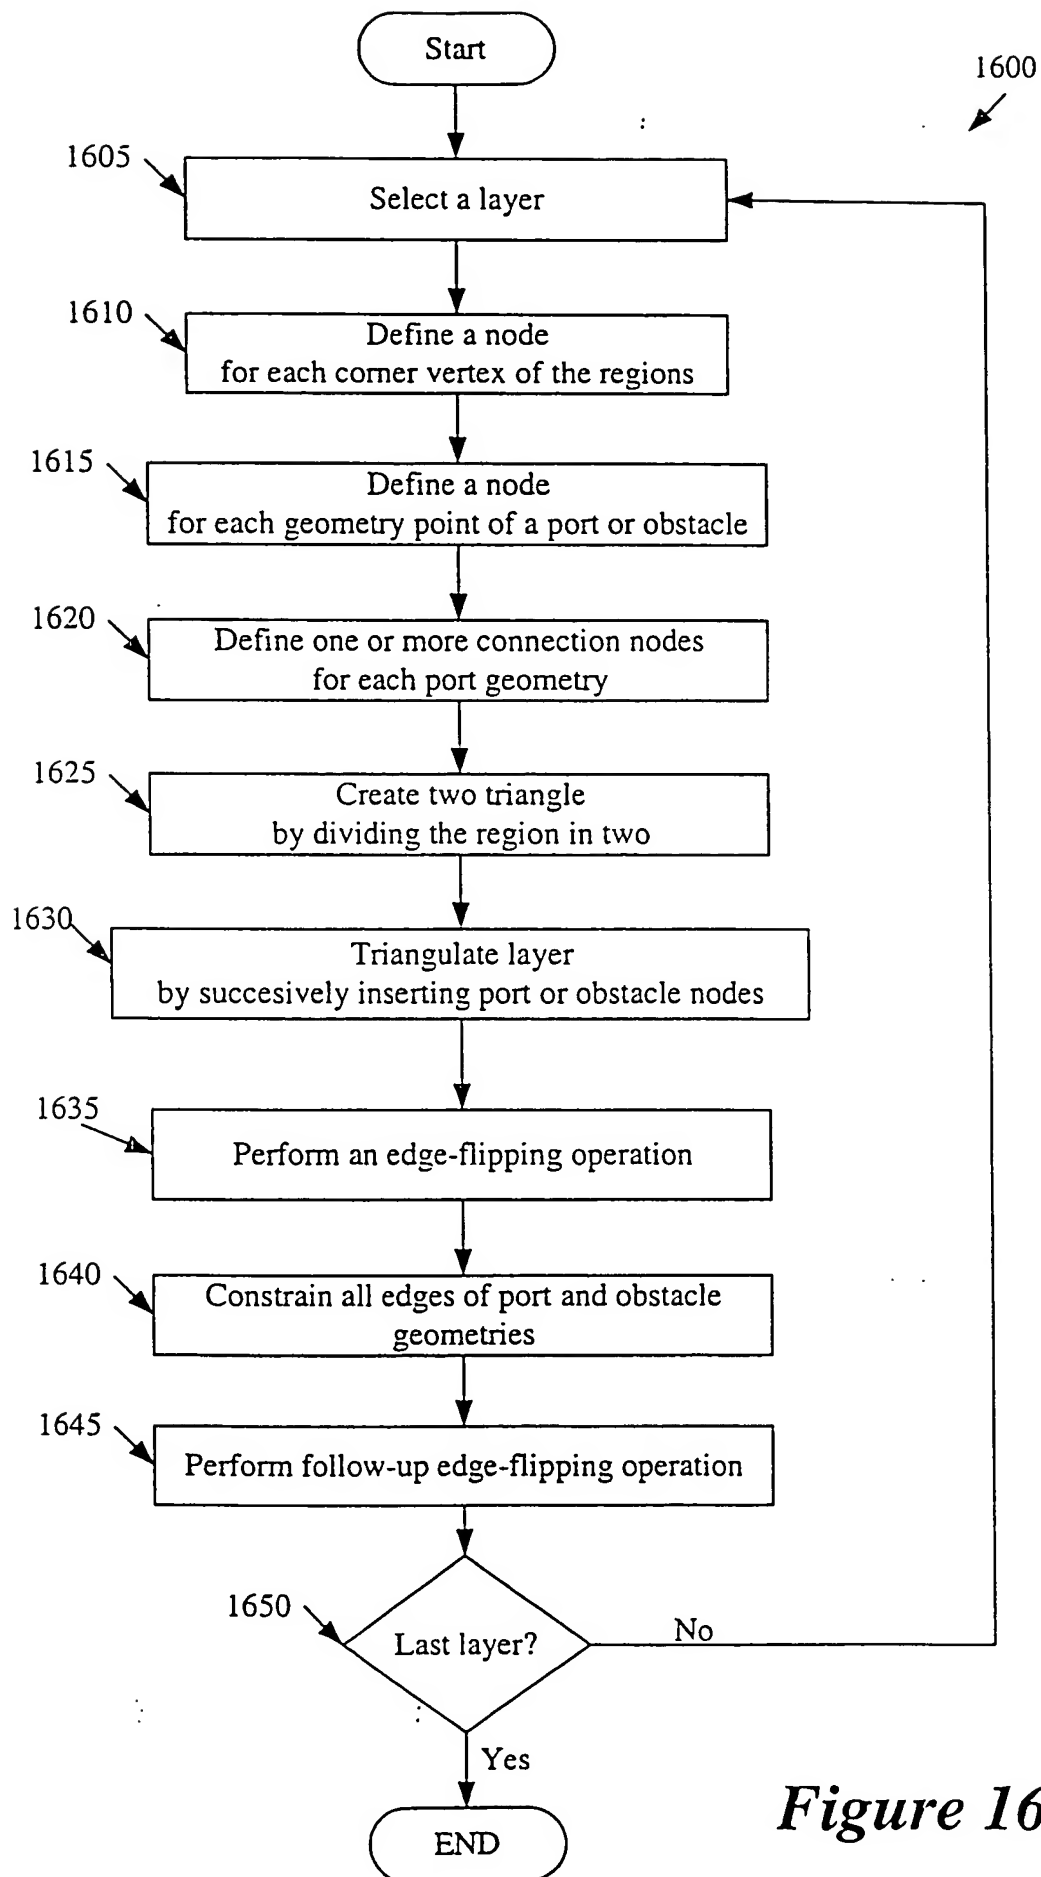 Start
1600
1605
Select a layer
1610
Define a node
for each corner vertex of the regions
1615
Define a node
for each geometry point of a port or obstacle
1620
Define one or more connection nodes
for each port geometry
1625
Create two triangle
by dividing the region in two
1630
Triangulate layer
by succesively inserting port or obstacle nodes
1635
Perform an edge-flipping operation
1640
Constrain all edges of port and obstacle
geometries
1645
Perform follow-up edge-flipping operation
1650
Last layer?
No
Yes
END
Figure 16